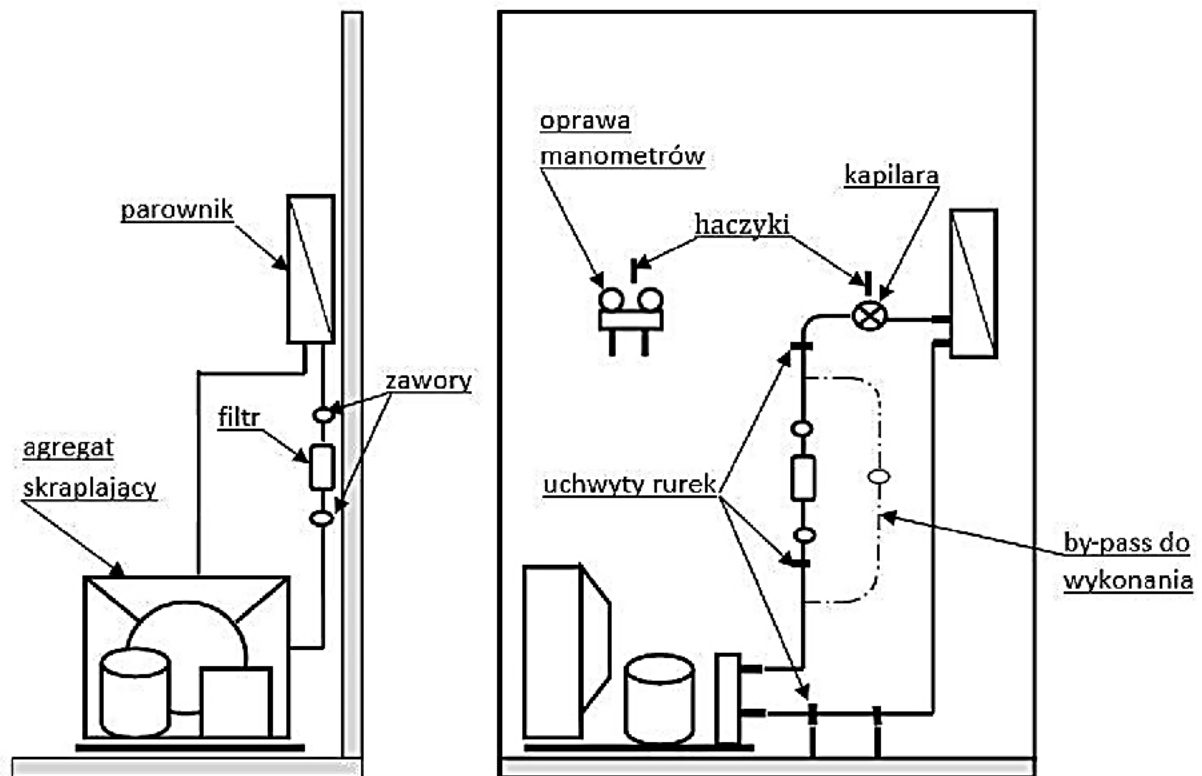 parownik
zawory
filtr
agregat
skraplający
oprawa
manometrów
kapilara
haczyki
uchwyty rurek
by-pass do
wykonania